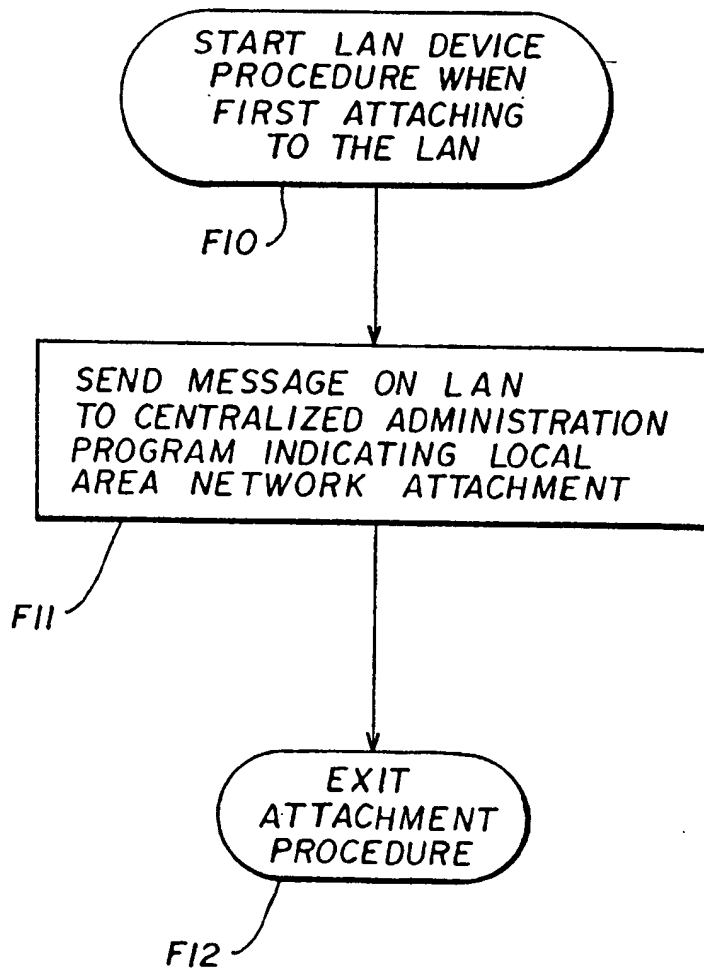 START LAN DEVICE
PROCEDURE WHEN
FIRST ATTACHING
TO THE LAN
F10
SEND MESSAGE ON LAN
TO CENTRALIZED ADMINISTRATION
PROGRAM INDICATING LOCAL
AREA NETWORK ATTACHMENT
F11
EXIT
ATTACHMENT
PROCEDURE
F12